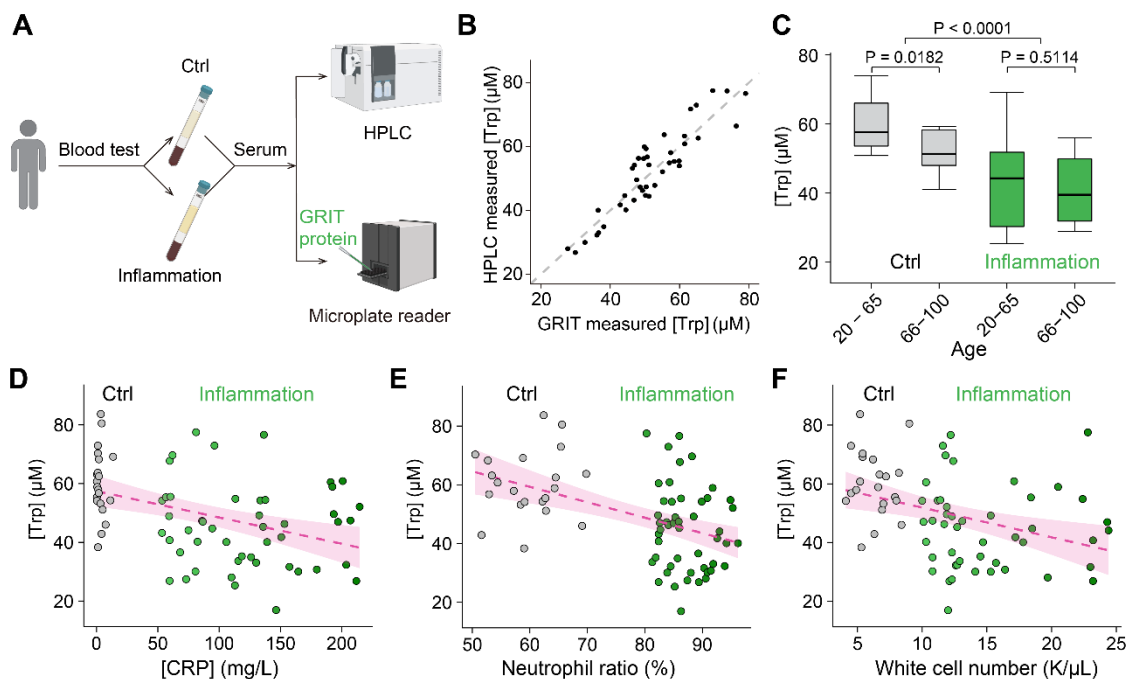 A
Ctrl
Blood test
Serum
Inflammation
HPLC
GRIT
protein
Microplate reader
B
HPLC measured [Trp] (μM)
80
60
40
20
20 30 40 50 60 70 80
GRIT measured [Trp] (μM)
C
P < 0.0001
P = 0.0182
P = 0.5114
[Trp] (μM)
80
60
40
20
Ctrl
Inflammation
20 – 65
66–100
20–65
66–100
Age
D
Ctrl
Inflammation
[Trp] (μM)
80
60
40
20
0 50 100 150 200
[CRP] (mg/L)
E
Ctrl
Inflammation
[Trp] (μM)
80
60
40
20
50 60 70 80 90
Neutrophil ratio (%)
F
Ctrl
Inflammation
[Trp] (μM)
80
60
40
20
5 10 15 20 25
White cell number (K/μL)